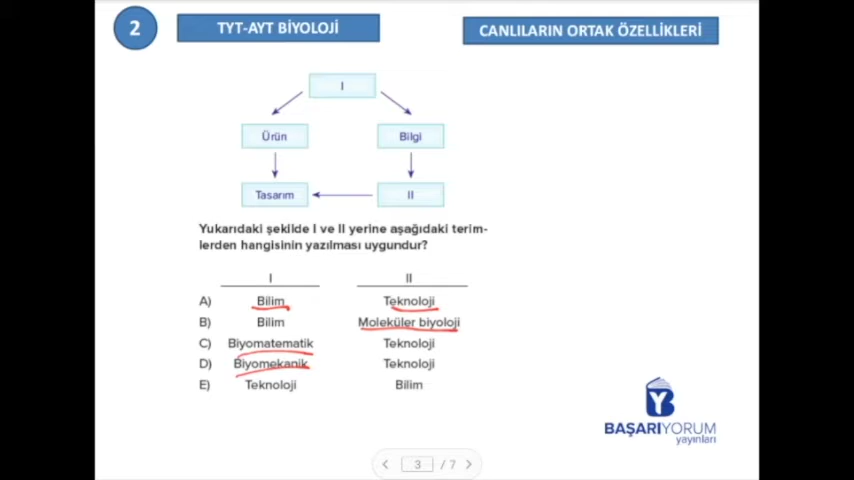 2
TYT-AYT BİYOLOJİ
CANLILARIN ORTAK ÖZELLİKLERİ
I
Ürün
Bilgi
Tasarım
II
Yukarıdaki şekilde I ve II yerine aşağıdaki terim-
lerden hangisinin yazılması uygundur?
I II
A) Bilim Teknoloji
B) Bilim Moleküler biyoloji
C) Biyomatematik Teknoloji
D) Biyomekanik Teknoloji
E) Teknoloji Bilim
BAŞARIYORUM
yayınları
3 / 7